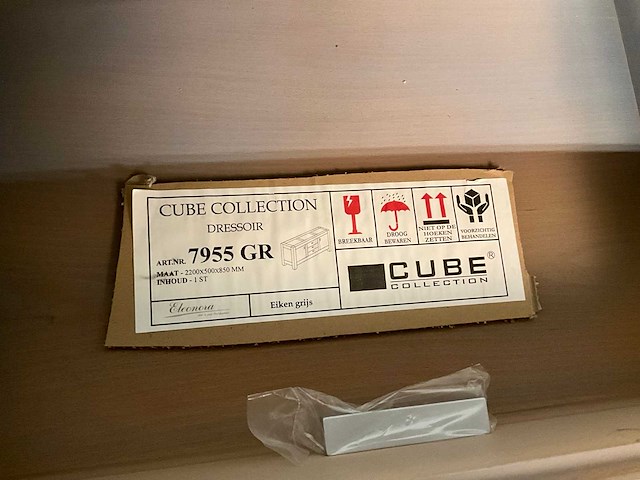 CUBE COLLECTION
DRESSOIR
ART.NR. 7955 GR
MAAT - 2200x500x850 MM
INHOUD - 1 ST
Eleonora
Eiken grijs
BREEKBAAR
DROOG
BEWAREN
NIET OP DE
HOEKEN
ZETTEN
VOORZICHTIG
BEHANDELEN
CUBE®
COLLECTION